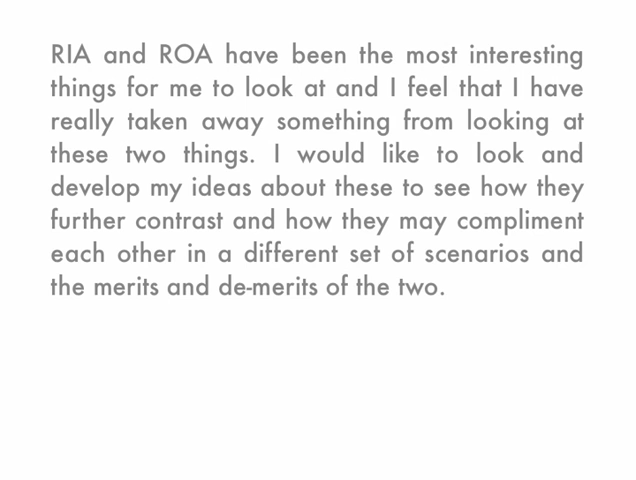 RIA and ROA have been the most interesting
things for me to look at and I feel that I have
really taken away something from looking at
these two things. I would like to look and
develop my ideas about these to see how they
further contrast and how they may compliment
each other in a different set of scenarios and
the merits and de-merits of the two.